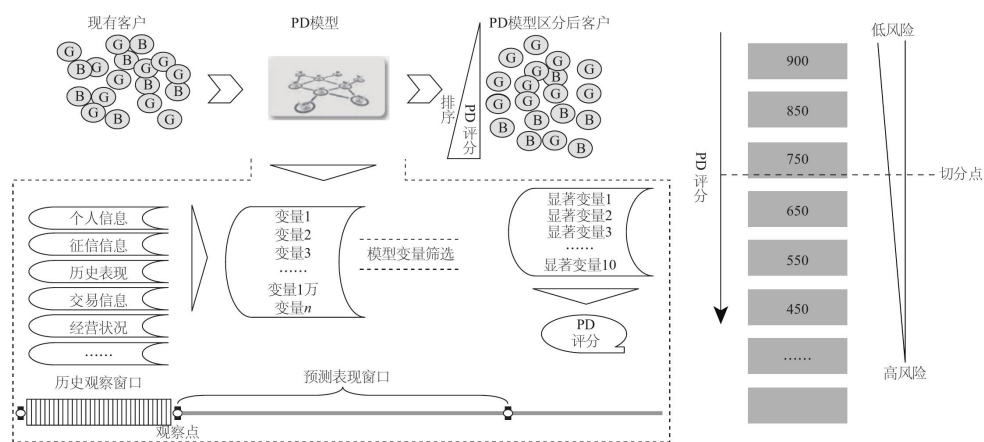 现有客户
PD模型
PD模型区分后客户
G
B
G
G
G
B
B
G
G
G
B
G
B
G
G
B
G
排序
PD评分
G
G
G
G
G
G
G
B
G
G
G
G
B
B
B
B
B
G
B
个人信息
征信信息
历史表现
交易信息
经营状况
……
变量1
变量2
变量3
……
变量1万
变量n
模型变量筛选
显著变量1
显著变量2
显著变量3
……
显著变量10
PD
评分
历史观察窗口
预测表现窗口
观察点
PD评分
低风险
900
850
750
切分点
650
550
450
……
高风险